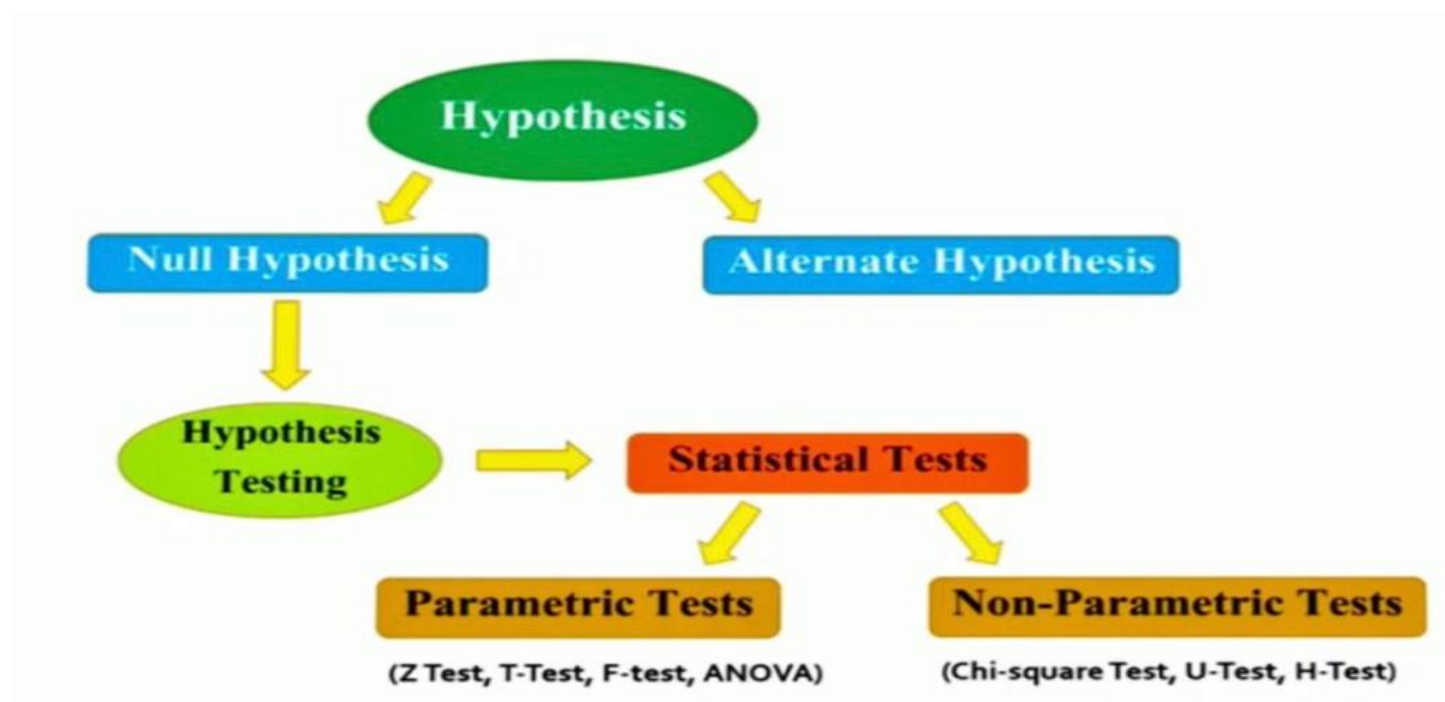 Hypothesis
Null Hypothesis
Alternate Hypothesis
Hypothesis
Testing
Statistical Tests
Parametric Tests
Non-Parametric Tests
(Z Test, T-Test, F-test, ANOVA)
(Chi-square Test, U-Test, H-Test)